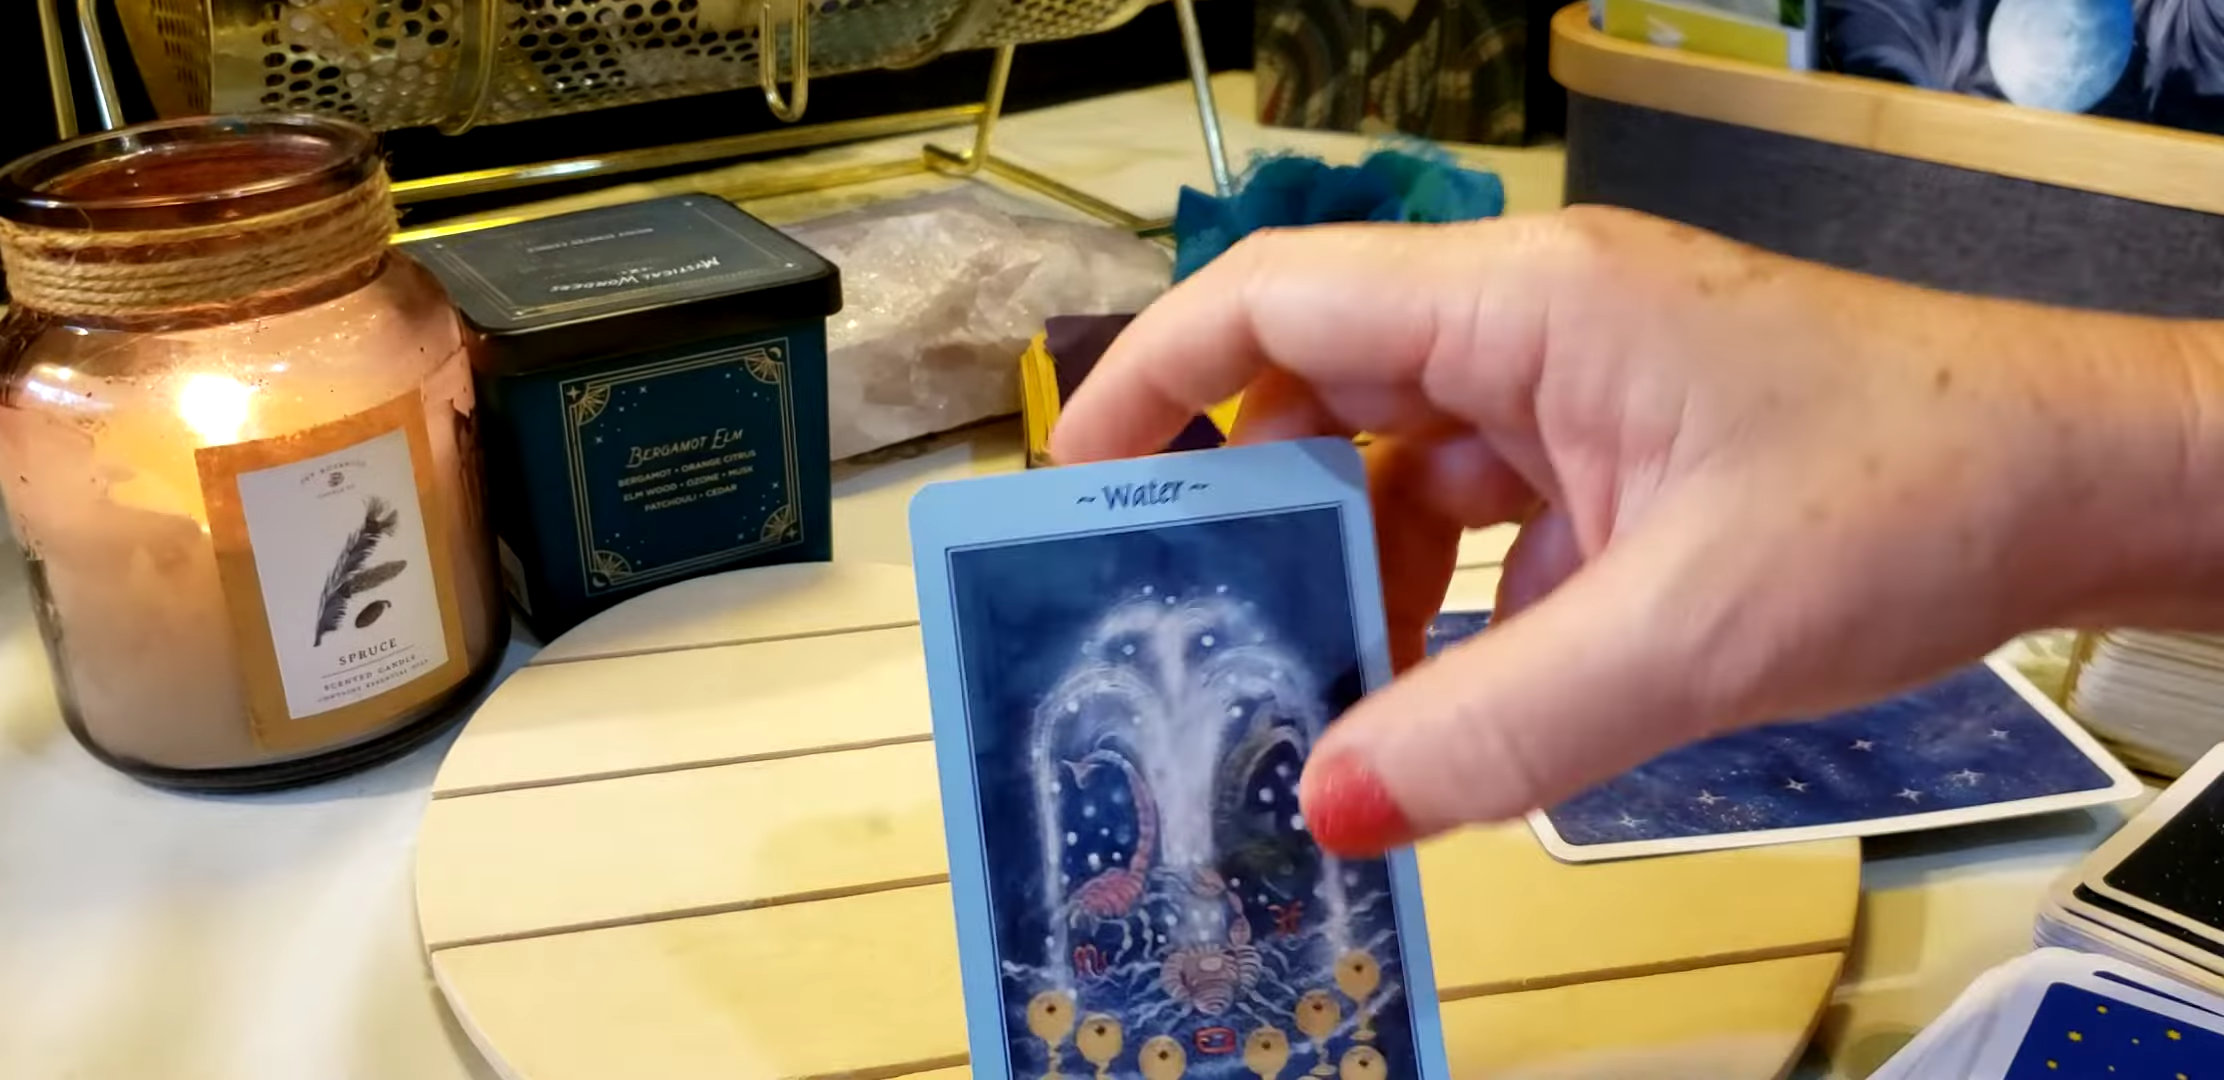 Mystical Wonders
Bergamot Elm
Bergamot • Orange Citrus
Elm Wood • Ozone • Musk
Patchouli • Cedar
~ Water ~
SPRUCE
SCENTED CANDLE